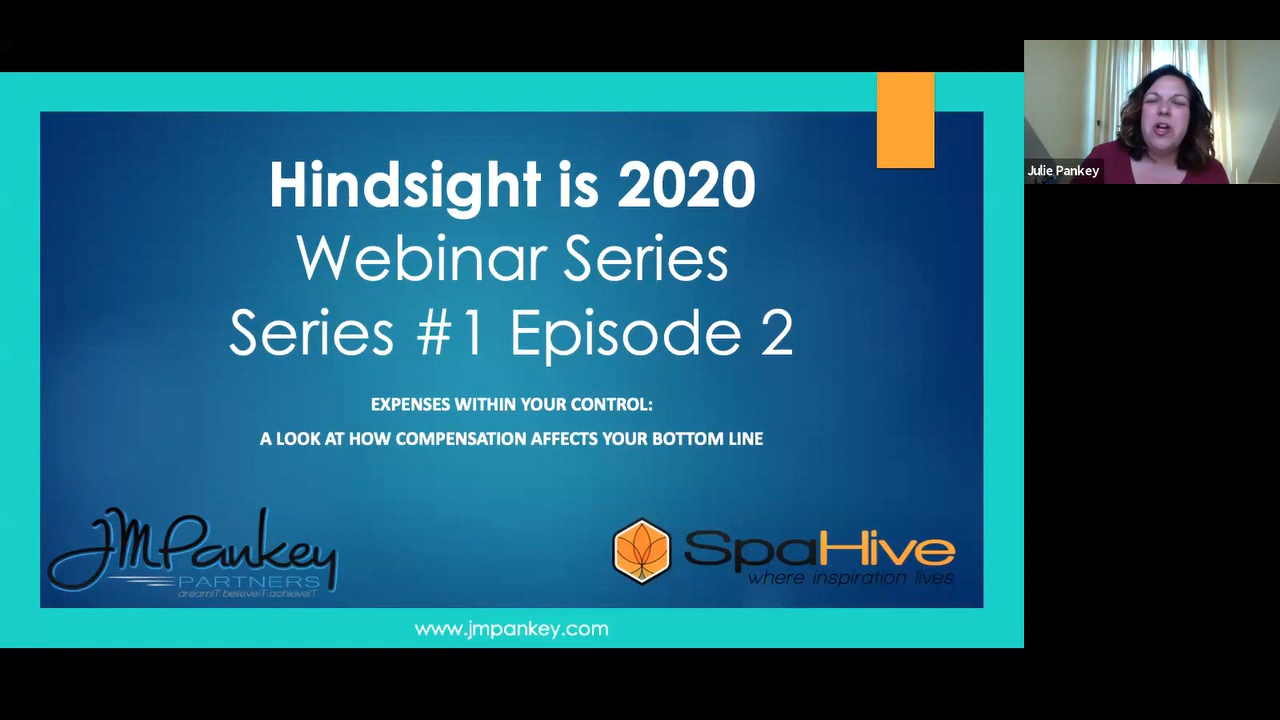 Hindsight is 2020
Webinar Series
Series #1 Episode 2
EXPENSES WITHIN YOUR CONTROL:
A LOOK AT HOW COMPENSATION AFFECTS YOUR BOTTOM LINE
JMPankey
PARTNERS
dreamIT.believeIT.achieveIT
SpaHive
where inspiration lives
www.jmpankey.com
Julie Pankey